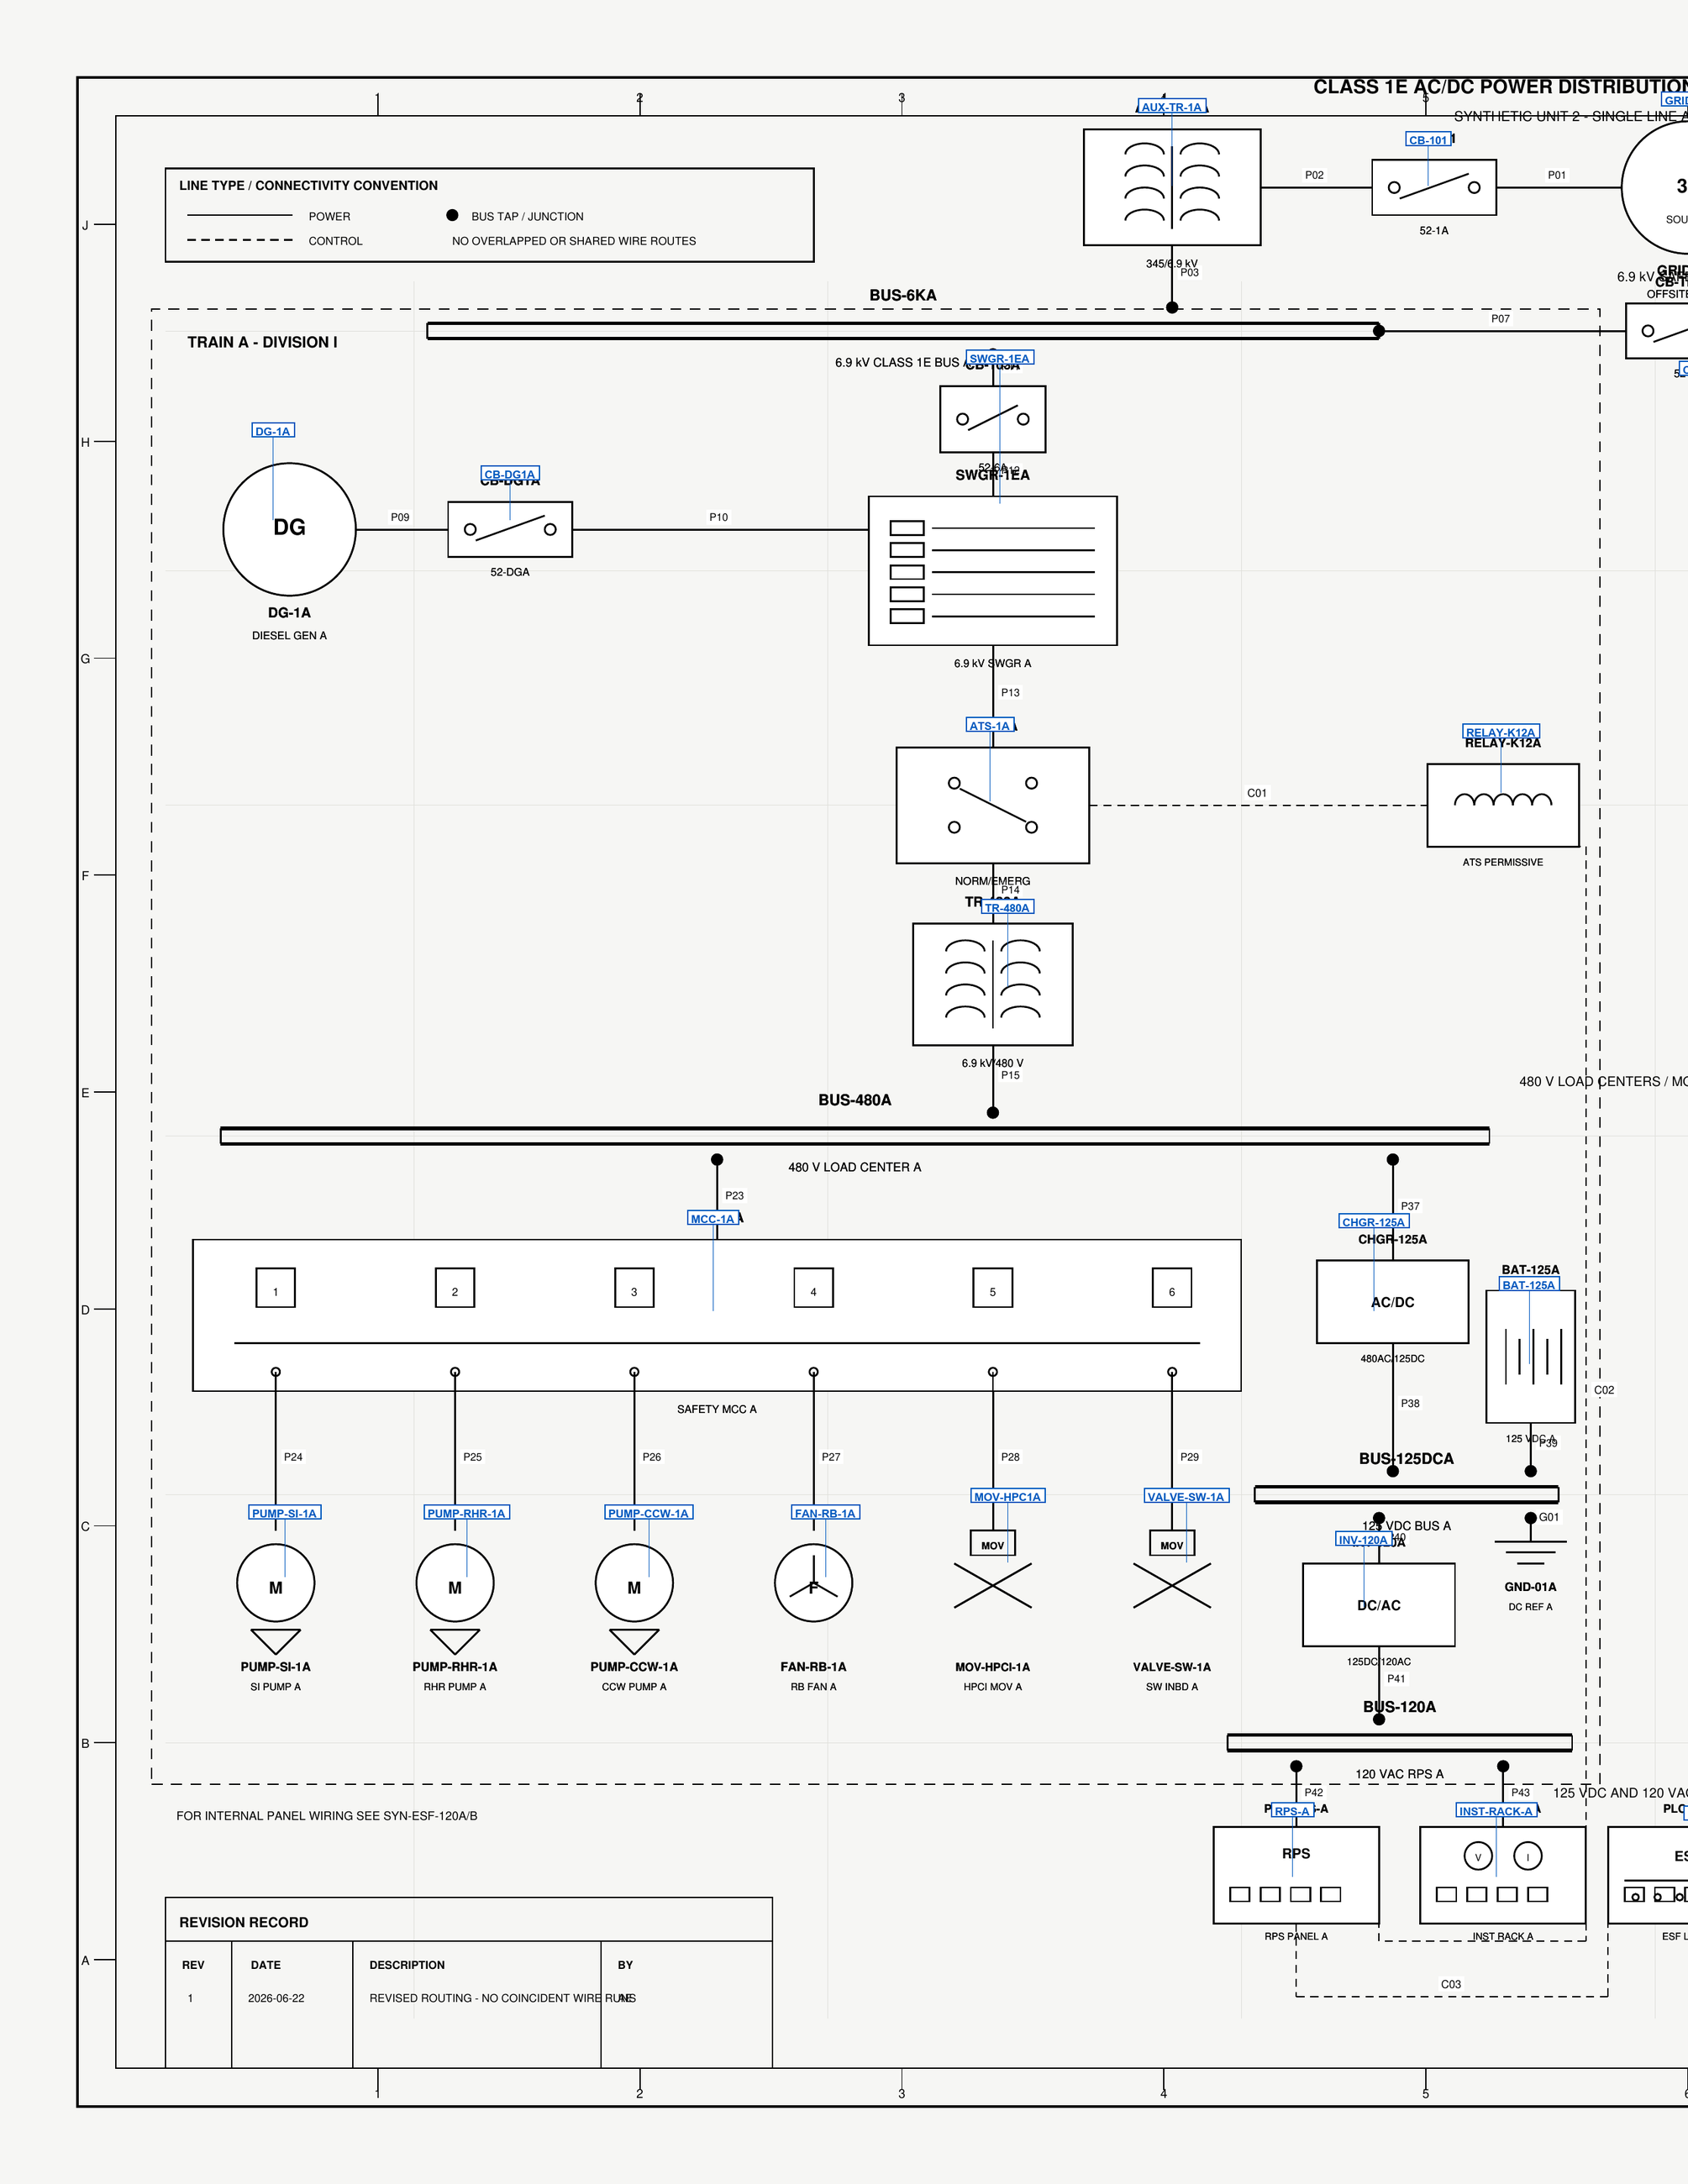 CLASS 1E AC/DC POWER DISTRIBUTION
SYNTHETIC UNIT 2 - SINGLE LINE
1
2
3
4
5
AUX-TR-1A
GRID
CB-101
LINE TYPE / CONNECTIVITY CONVENTION
POWER
BUS TAP / JUNCTION
CONTROL
NO OVERLAPPED OR SHARED WIRE ROUTES
P02
P01
52-1A
345/6.9 kV
P03
J
BUS-6KA
6.9 kV
OFFSITE
P07
TRAIN A - DIVISION I
6.9 kV CLASS 1E BUS A
SWGR-1EA
CB-103A
H
DG-1A
CB-DG1A
CB-DG1A
52-6A
SWGR-1EA
DG
P09
P10
52-DGA
DG-1A
DIESEL GEN A
G
6.9 kV SWGR A
P13
ATS-1A
RELAY-K12A
RELAY-K12A
C01
ATS PERMISSIVE
F
NORM/EMERG
P14
TR-480A
6.9 kV/480 V
P15
E
480 V LOAD CENTERS /
BUS-480A
480 V LOAD CENTER A
P23
P37
MCC-1A
CHGR-125A
CHGR-125A
BAT-125A
BAT-125A
1
2
3
4
5
6
AC/DC
D
480AC/125DC
SAFETY MCC A
P38
C02
125 VDC A
P39
P24
P25
P26
P27
P28
P29
BUS-125DCA
PUMP-SI-1A
PUMP-RHR-1A
PUMP-CCW-1A
FAN-RB-1A
MOV-HPC1A
VALVE-SW-1A
C
125 VDC BUS A
G01
INV-120A
MOV
MOV
M
M
M
F
DC/AC
GND-01A
DC REF A
125DC/120AC
PUMP-SI-1A
PUMP-RHR-1A
PUMP-CCW-1A
FAN-RB-1A
MOV-HPCI-1A
VALVE-SW-1A
SI PUMP A
RHR PUMP A
CCW PUMP A
RB FAN A
HPCI MOV A
SW INBD A
P41
BUS-120A
B
120 VAC RPS A
P42
P43
125 VDC AND 120
FOR INTERNAL PANEL WIRING SEE SYN-ESF-120A/B
RPS-A
INST-RACK-A
RPS
V
I
RPS PANEL A
INST RACK A
ESF
C03
A
REVISION RECORD
REV
DATE
DESCRIPTION
BY
1
2026-06-22
REVISED ROUTING - NO COINCIDENT WIRE RUNS
1
2
3
4
5